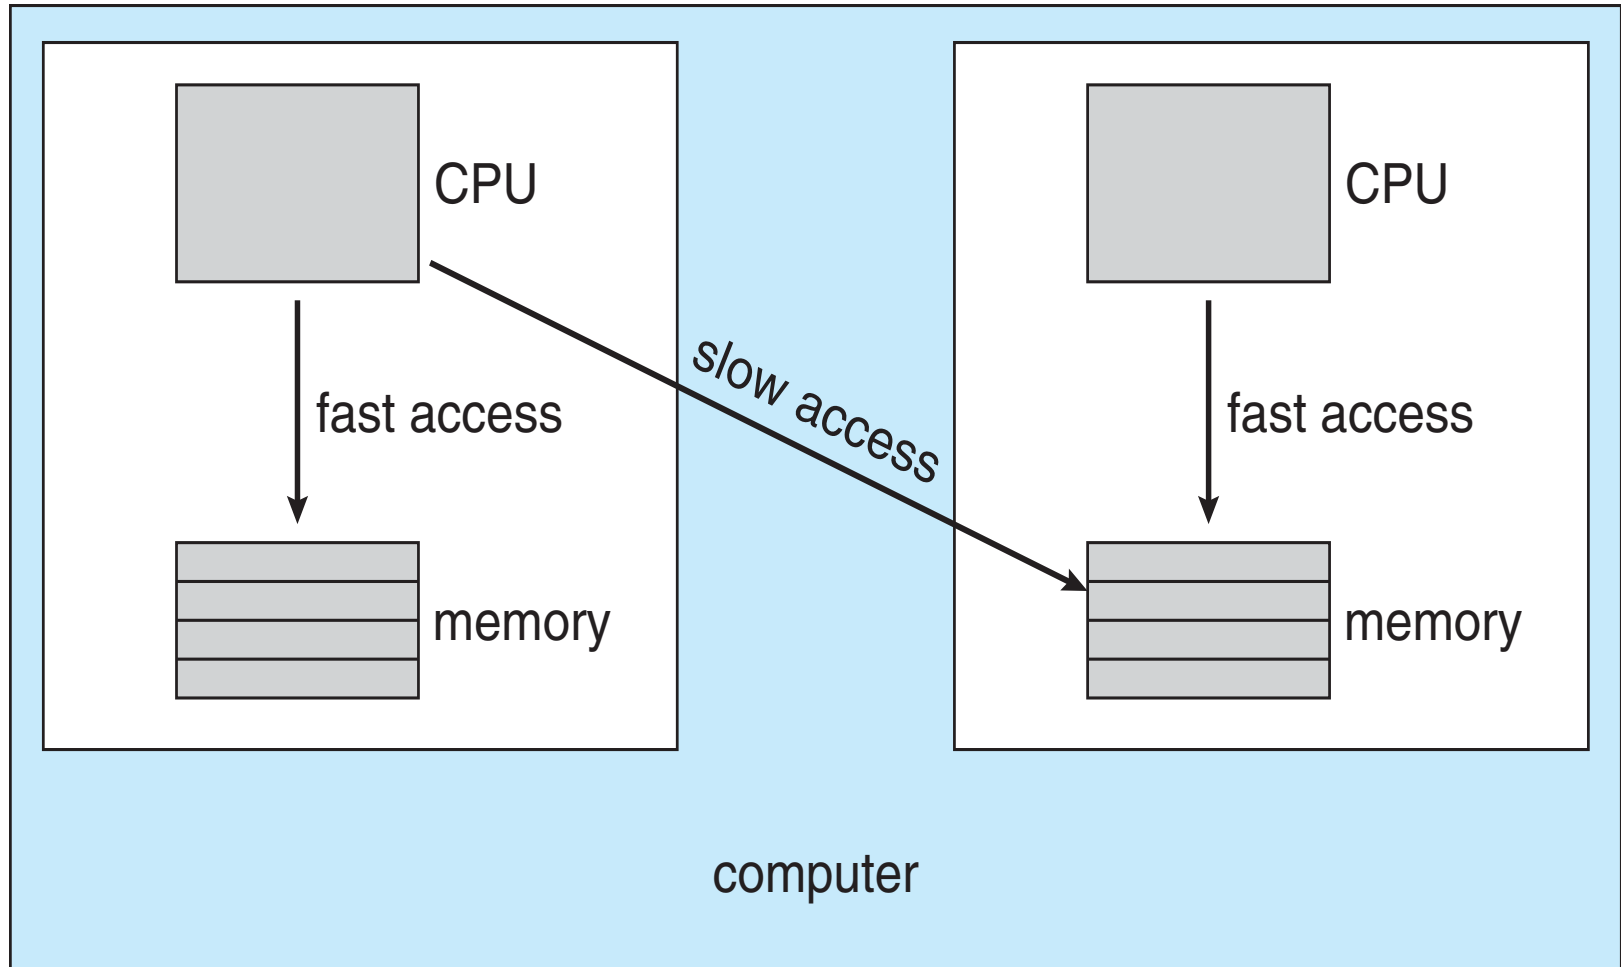 CPU
CPU
slow access
fast access
fast access
memory
memory
computer